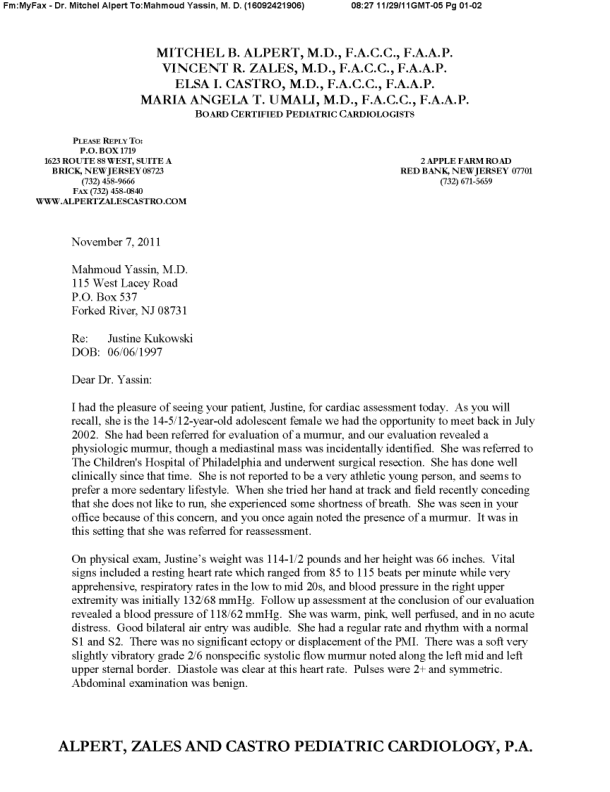 Fm:MyFax - Dr. Mitchel Alpert To:Mahmoud Yassin, M. D. (16092421906) 08:27 11/29/11GMT-05 Pg 01-02
MITCHEL B. ALPERT, M.D., F.A.C.C., F.A.A.P.
VINCENT R. ZALES, M.D., F.A.C.C., F.A.A.P.
ELSA I. CASTRO, M.D., F.A.C.C., F.A.A.P.
MARIA ANGELA T. UMALI, M.D., F.A.C.C., F.A.A.P.
BOARD CERTIFIED PEDIATRIC CARDIOLOGISTS
PLEASE REPLY TO:
P.O. BOX 1719
1623 ROUTE 88 WEST, SUITE A
BRICK, NEW JERSEY 08723
(732) 458-9666
FAX (732) 458-0840
WWW.ALPERTZALESCASTRO.COM
2 APPLE FARM ROAD
RED BANK, NEW JERSEY 07701
(732) 671-5659
November 7, 2011
Mahmoud Yassin, M.D.
115 West Lacey Road
P.O. Box 537
Forked River, NJ 08731
Re: Justine Kukowski
DOB: 06/06/1997
Dear Dr. Yassin:
I had the pleasure of seeing your patient, Justine, for cardiac assessment today. As you will
recall, she is the 14-5/12-year-old adolescent female we had the opportunity to meet back in July
2002. She had been referred for evaluation of a murmur, and our evaluation revealed a
physiologic murmur, though a mediastinal mass was incidentally identified. She was referred to
The Children's Hospital of Philadelphia and underwent surgical resection. She has done well
clinically since that time. She is not reported to be a very athletic young person, and seems to
prefer a more sedentary lifestyle. When she tried her hand at track and field recently conceding
that she does not like to run, she experienced some shortness of breath. She was seen in your
office because of this concern, and you once again noted the presence of a murmur. It was in
this setting that she was referred for reassessment.
On physical exam, Justine's weight was 114-1/2 pounds and her height was 66 inches. Vital
signs included a resting heart rate which ranged from 85 to 115 beats per minute while very
apprehensive, respiratory rates in the low to mid 20s, and blood pressure in the right upper
extremity was initially 132/68 mmHg. Follow up assessment at the conclusion of our evaluation
revealed a blood pressure of 118/62 mmHg. She was warm, pink, well perfused, and in no acute
distress. Good bilateral air entry was audible. She had a regular rate and rhythm with a normal
S1 and S2. There was no significant ectopy or displacement of the PMI. There was a soft very
slightly vibratory grade 2/6 nonspecific systolic flow murmur noted along the left mid and left
upper sternal border. Diastole was clear at this heart rate. Pulses were 2+ and symmetric.
Abdominal examination was benign.
ALPERT, ZALES AND CASTRO PEDIATRIC CARDIOLOGY, P.A.